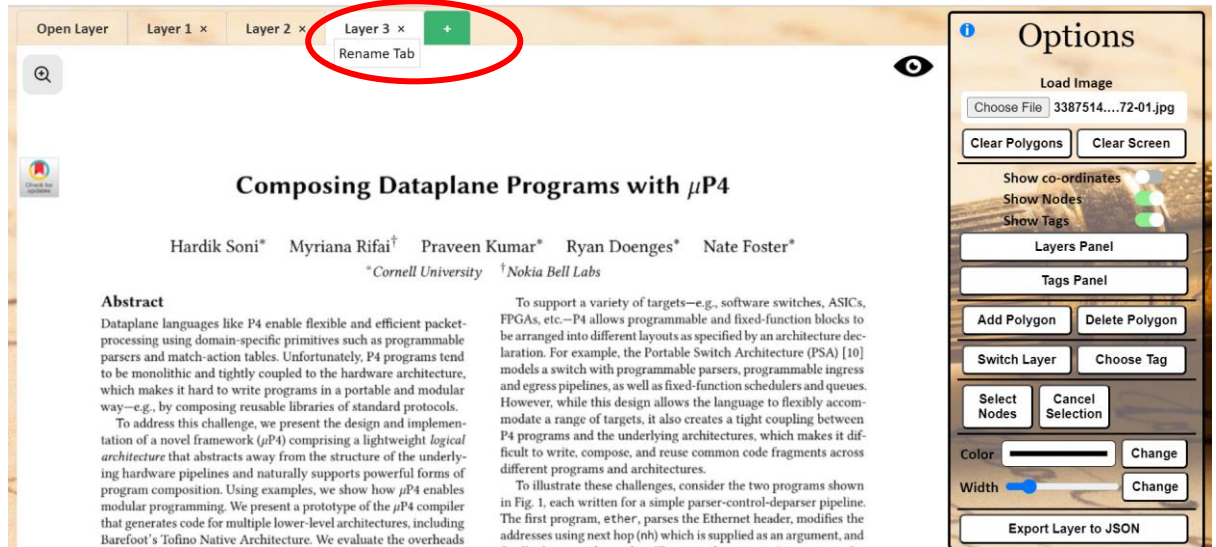 Open Layer
Layer 1 ×
Layer 2 ×
Layer 3 ×
+
Rename Tab
Check for
updates
Composing Dataplane Programs with μP4
Hardik Soni* Myriana Rifai† Praveen Kumar* Ryan Doenges* Nate Foster*
*Cornell University †Nokia Bell Labs
Abstract
Dataplane languages like P4 enable flexible and efficient packet-
processing using domain-specific primitives such as programmable
parsers and match-action tables. Unfortunately, P4 programs tend
to be monolithic and tightly coupled to the hardware architecture,
which makes it hard to write programs in a portable and modular
way—e.g., by composing reusable libraries of standard protocols.
To address this challenge, we present the design and implemen-
tation of a novel framework (μP4) comprising a lightweight logical
architecture that abstracts away from the structure of the underly-
ing hardware pipelines and naturally supports powerful forms of
program composition. Using examples, we show how μP4 enables
modular programming. We present a prototype of the μP4 compiler
that generates code for multiple lower-level architectures, including
Barefoot's Tofino Native Architecture. We evaluate the overheads
To support a variety of targets—e.g., software switches, ASICs,
FPGAs, etc.—P4 allows programmable and fixed-function blocks to
be arranged into different layouts as specified by an architecture dec-
laration. For example, the Portable Switch Architecture (PSA) [10]
models a switch with programmable parsers, programmable ingress
and egress pipelines, as well as fixed-function schedulers and queues.
However, while this design allows the language to flexibly accom-
modate a range of targets, it also creates a tight coupling between
P4 programs and the underlying architectures, which makes it dif-
ficult to write, compose, and reuse common code fragments across
different programs and architectures.
To illustrate these challenges, consider the two programs shown
in Fig. 1, each written for a simple parser-control-deparser pipeline.
The first program, ether, parses the Ethernet header, modifies the
addresses using next hop (nh) which is supplied as an argument, and
Options
Load Image
Choose File 3387514....72-01.jpg
Clear Polygons
Clear Screen
Show co-ordinates
Show Nodes
Show Tags
Layers Panel
Tags Panel
Add Polygon
Delete Polygon
Switch Layer
Choose Tag
Select
Nodes
Cancel
Selection
Color
Change
Width
Change
Export Layer to JSON